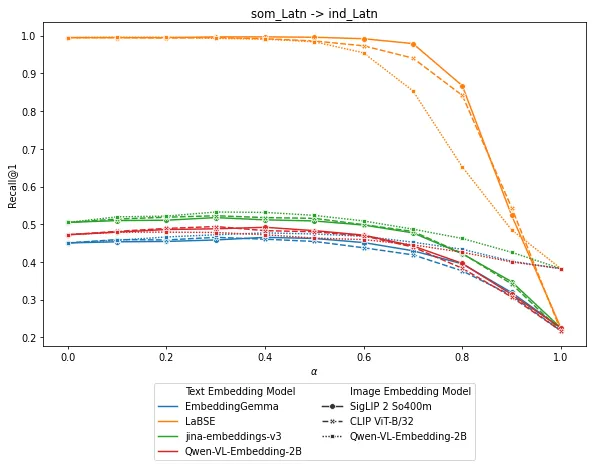 som_Latn -> ind_Latn
1.0
0.9
0.8
0.7
0.6
0.5
0.4
0.3
0.2
Recall@1
0.0 0.2 0.4 0.6 0.8 1.0
α
Text Embedding Model Image Embedding Model
EmbeddingGemma SigLIP 2 So400m
LaBSE CLIP ViT-B/32
jina-embeddings-v3 Qwen-VL-Embedding-2B
Qwen-VL-Embedding-2B